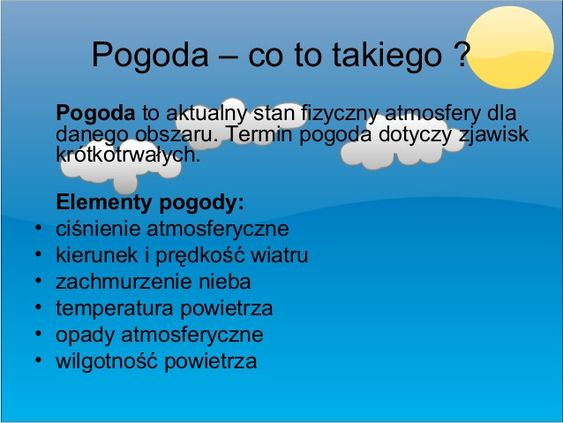 Pogoda – co to takiego ?
Pogoda to aktualny stan fizyczny atmosfery dla
danego obszaru. Termin pogoda dotyczy zjawisk
krótkotrwałych.
Elementy pogody:
• ciśnienie atmosferyczne
• kierunek i prędkość wiatru
• zachmurzenie nieba
• temperatura powietrza
• opady atmosferyczne
• wilgotność powietrza